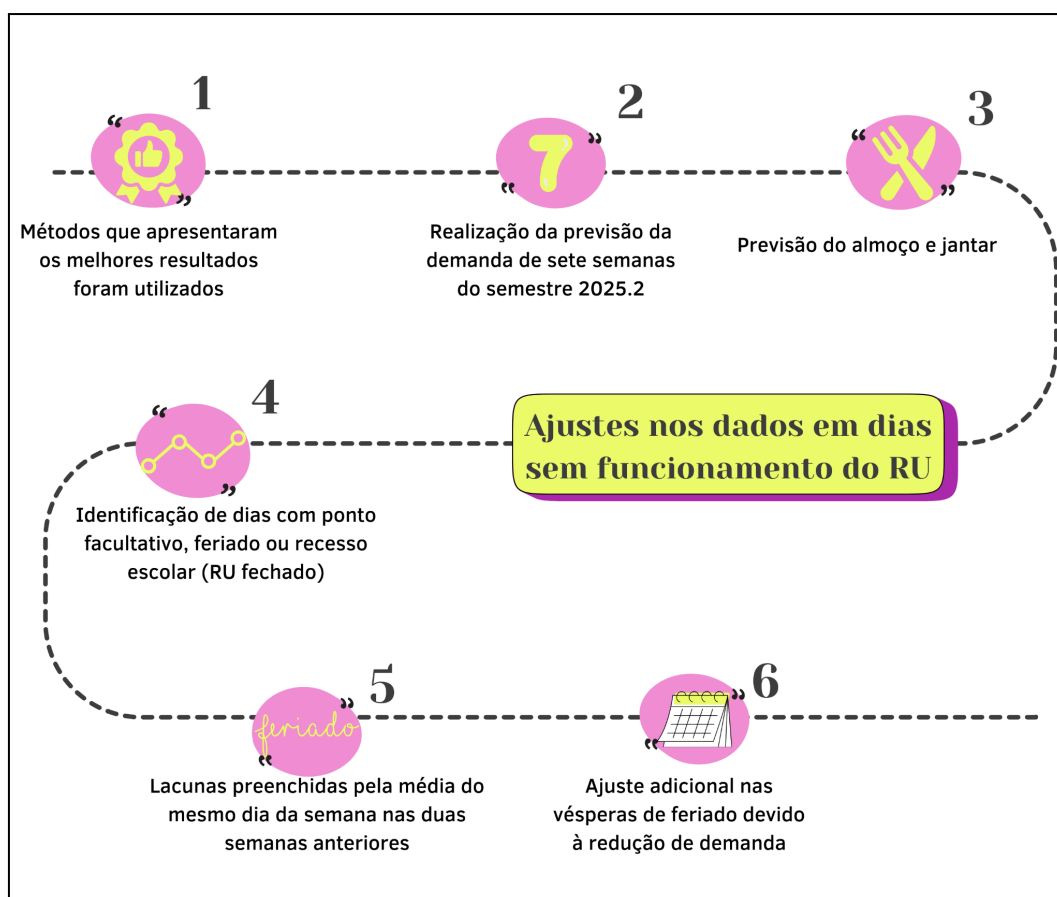 1
Métodos que apresentaram
os melhores resultados
foram utilizados
2
7
Realização da previsão da
demanda de sete semanas
do semestre 2025.2
3
Previsão do almoço e jantar
Ajustes nos dados em dias
sem funcionamento do RU
4
Identificação de dias com ponto
facultativo, feriado ou recesso
escolar (RU fechado)
5
feriado
Lacunas preenchidas pela média do
mesmo dia da semana nas duas
semanas anteriores
6
Ajuste adicional nas
vésperas de feriado devido
à redução de demanda